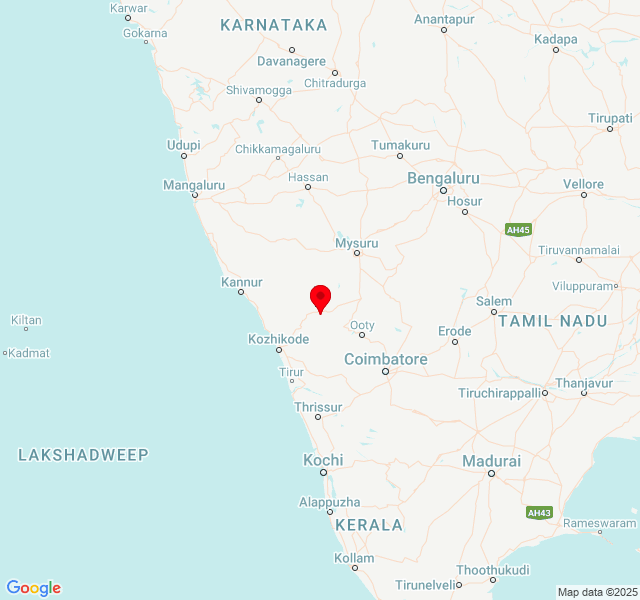 Karwar
Gokarna
KARNATAKA
Anantapur
Kadapa
Davanagere
Chitradurga
Shivamogga
Tirupati
Udupi
Chikkamagaluru
Tumakuru
Hassan
Bengaluru
Mangaluru
Vellore
Hosur
AH45
Mysuru
Tiruvannamalai
Kannur
Viluppuram
Salem
Kiltan
Ooty
TAMIL NADU
Kozhikode
Erode
Kadmat
Coimbatore
Tirur
Thanjavur
Tiruchirappalli
Thrissur
LAKSHADWEEP
Kochi
Madurai
Alappuzha
AH43
KERALA
Rameswaram
Kollam
Thoothukudi
Tirunelveli
Google
Map data ©2025